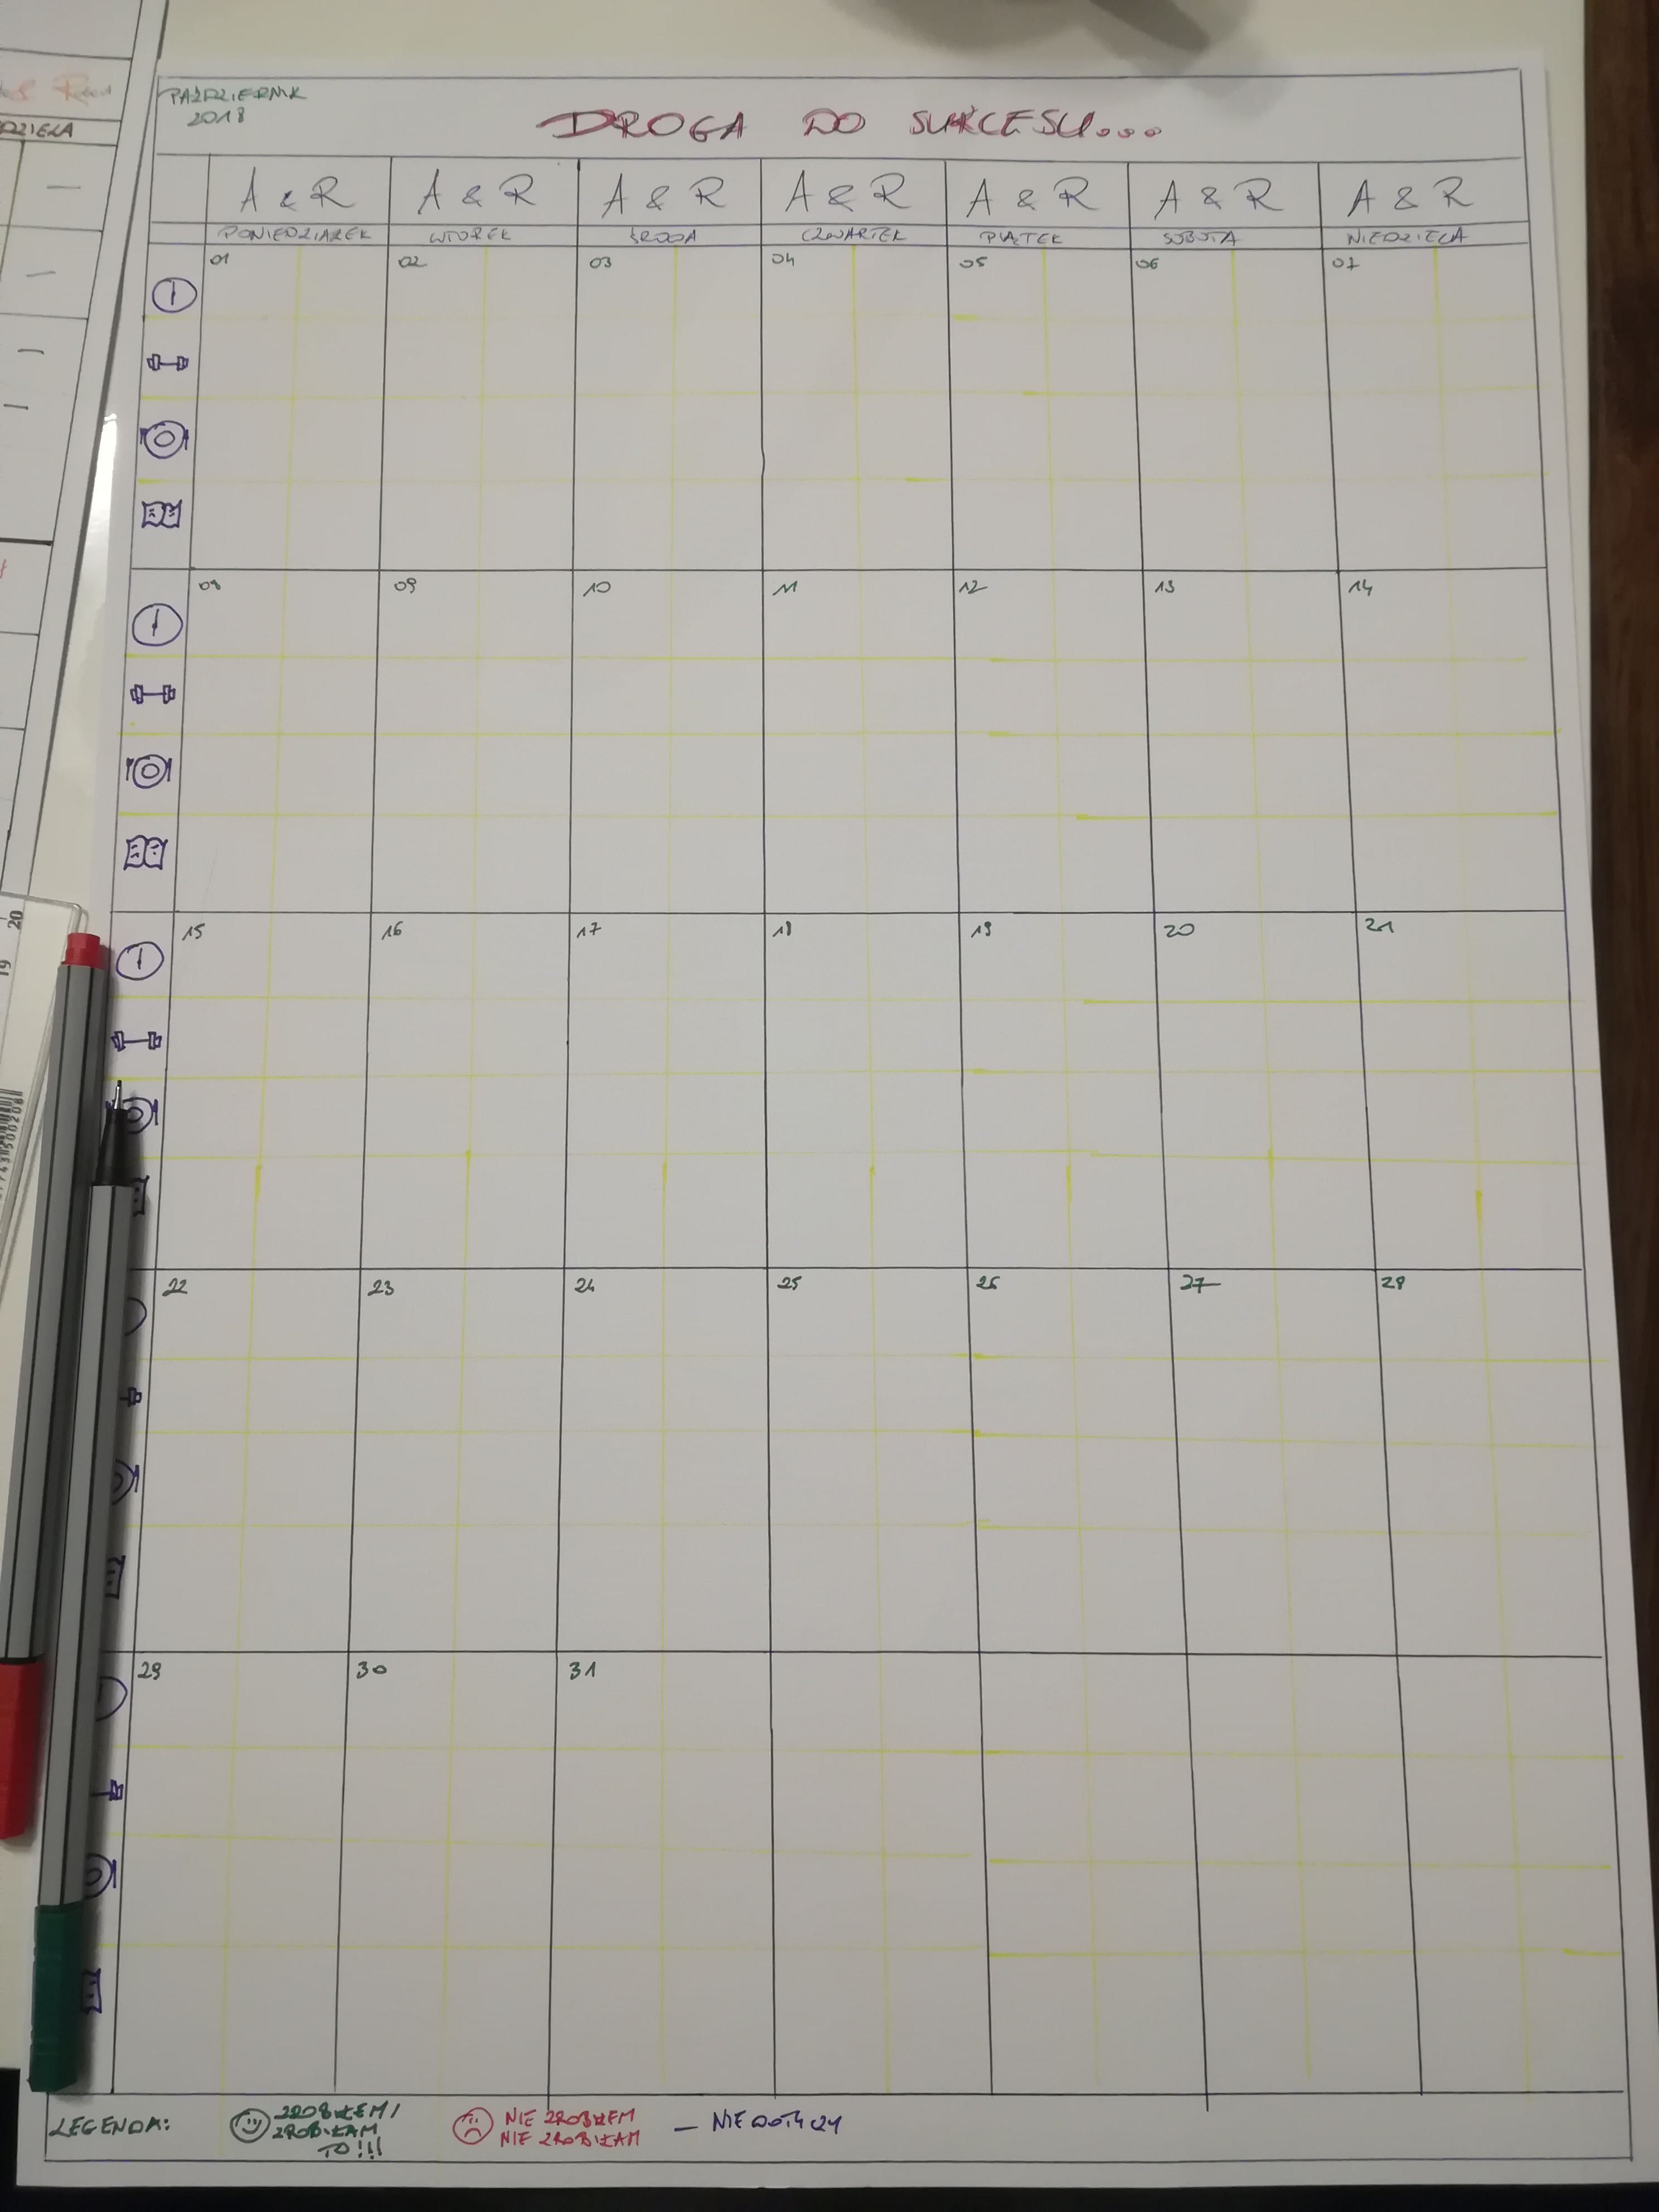 PAŹDZIERNIK
2018
DROGA DO SUKCESU...
A & R A & R A & R A & R A & R A & R A & R
PONIEDZIAŁEK WTOREK ŚRODA CZWARTEK PIĄTEK SOBOTA NIEDZIELA
01 02 03 04 05 06 07
08 09 10 11 12 13 14
15 16 17 18 19 20 21
22 23 24 25 26 27 28
29 30 31
LEGENDA:
ZROBIŁEM/
ZROBIŁAM
TO!!!
NIE ZROBIŁEM
NIE ZROBIŁAM
— NIE DOTYCZY
20
19